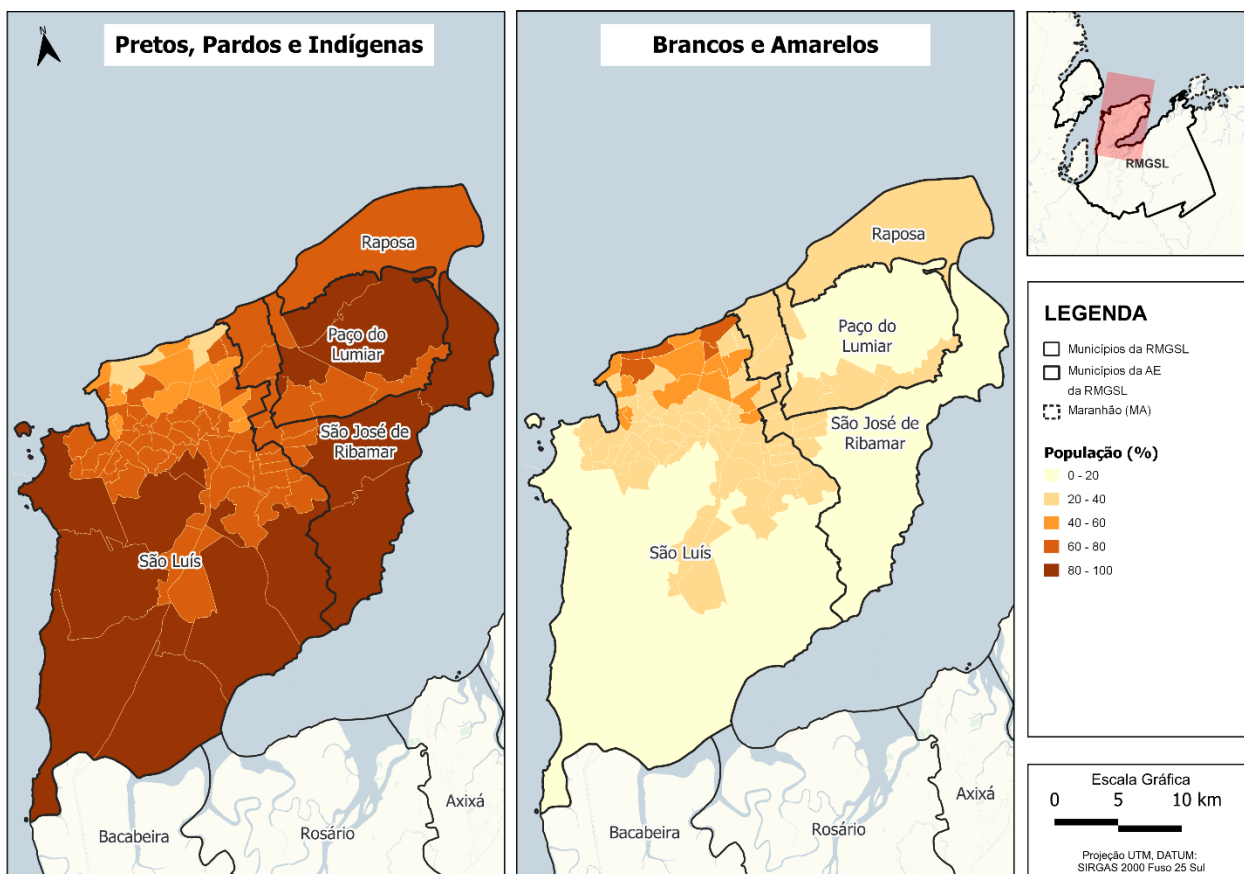 Pretos, Pardos e Indígenas
Raposa
Paço do
Lumiar
São José de
Ribamar
São Luís
Bacabeira
Rosário
Axixá
Brancos e Amarelos
Raposa
Paço do
Lumiar
São José de
Ribamar
São Luís
Bacabeira
Rosário
Axixá
RMGSL
LEGENDA
Municípios da RMGSL
Municípios da AE
da RMGSL
Maranhão (MA)
População (%)
0 - 20
20 - 40
40 - 60
60 - 80
80 - 100
Escala Gráfica
0 5 10 km
Projeção UTM, DATUM:
SIRGAS 2000 Fuso 25 Sul